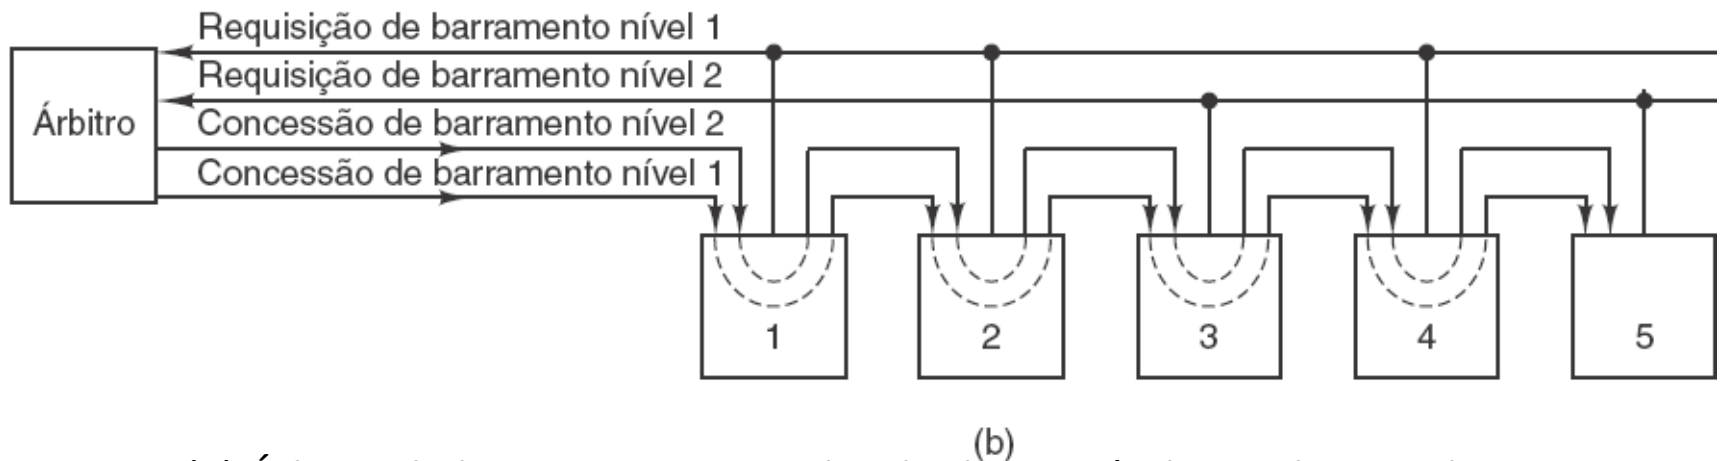 Requisição de barramento nível 1
Requisição de barramento nível 2
Árbitro
Concessão de barramento nível 2
Concessão de barramento nível 1
1 2 3 4 5
(b)